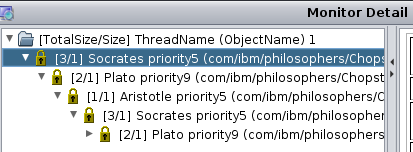 Monitor Detail
[TotalSize/Size] ThreadName (ObjectName) 1
[3/1] Socrates priority5 (com/ibm/philosophers/Chops
[2/1] Plato priority9 (com/ibm/philosophers/Chopst
[1/1] Aristotle priority5 (com/ibm/philosophers/C
[3/1] Socrates priority5 (com/ibm/philosophers
[2/1] Plato priority9 (com/ibm/philosophers/